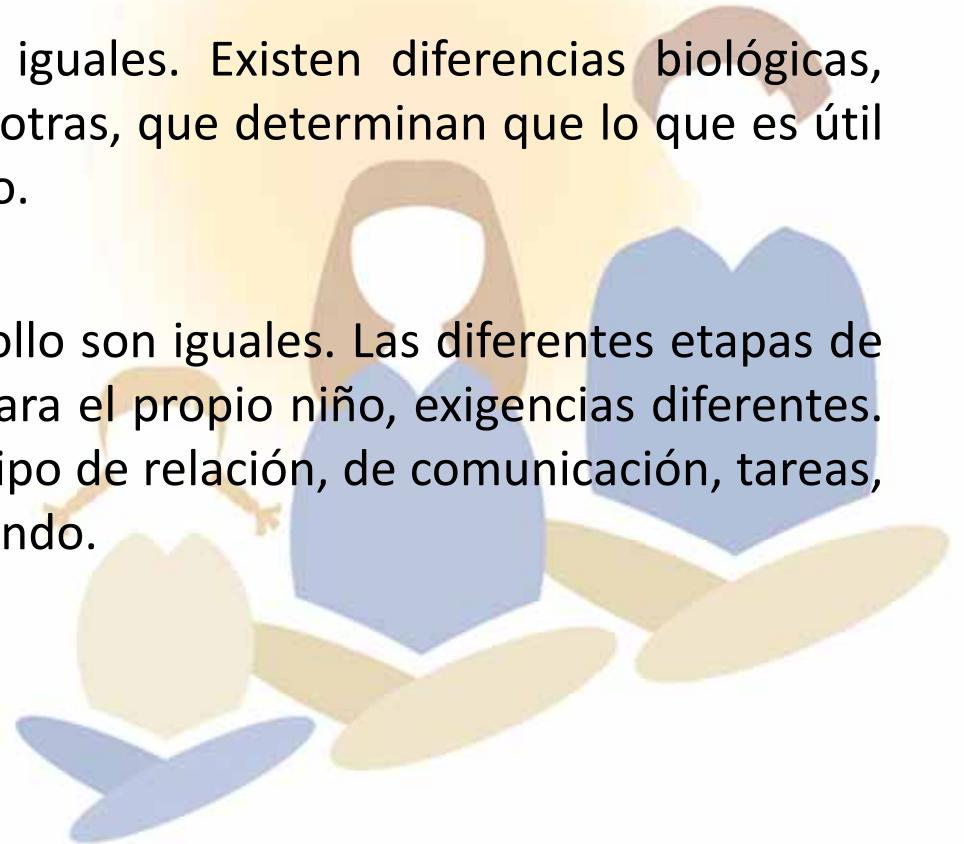 iguales. Existen diferencias biológicas,
otras, que determinan que lo que es útil
o.
ollo son iguales. Las diferentes etapas de
ara el propio niño, exigencias diferentes.
ipo de relación, de comunicación, tareas,
ndo.